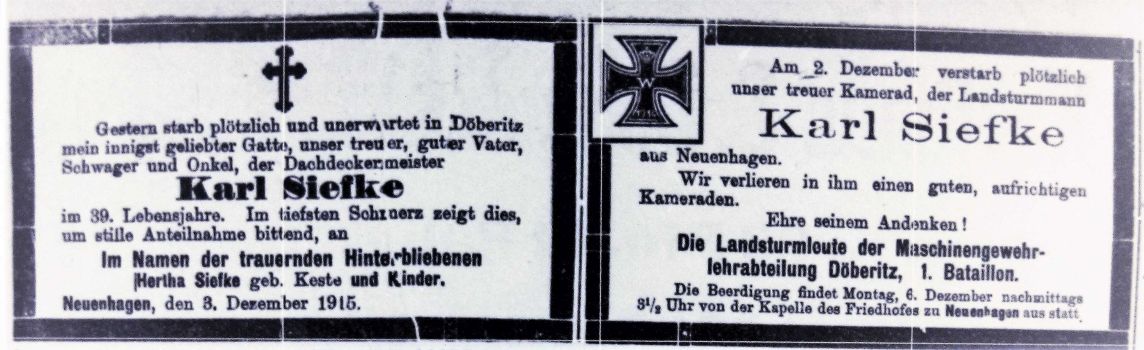 Gestern starb plötzlich und unerwartet in Döberitz
mein innigst geliebter Gatte, unser treuer, guter Vater,
Schwager und Onkel, der Dachdeckermeister
Karl Siefke
im 39. Lebensjahre. Im tiefsten Schmerz zeigt dies,
um stille Anteilnahme bittend, an
Im Namen der trauernden Hinterbliebenen
Hertha Siefke geb. Keste und Kinder.
Neuenhagen, den 3. Dezember 1915.
W
1914
Am 2. Dezember verstarb plötzlich
unser treuer Kamerad, der Landsturmmann
Karl Siefke
aus Neuenhagen.
Wir verlieren in ihm einen guten, aufrichtigen
Kameraden.
Ehre seinem Andenken!
Die Landsturmleute der Maschinengewehr-
lehrabteilung Döberitz, 1. Bataillon.
Die Beerdigung findet Montag, 6. Dezember nachmittags
3½ Uhr von der Kapelle des Friedhofes zu Neuenhagen aus statt